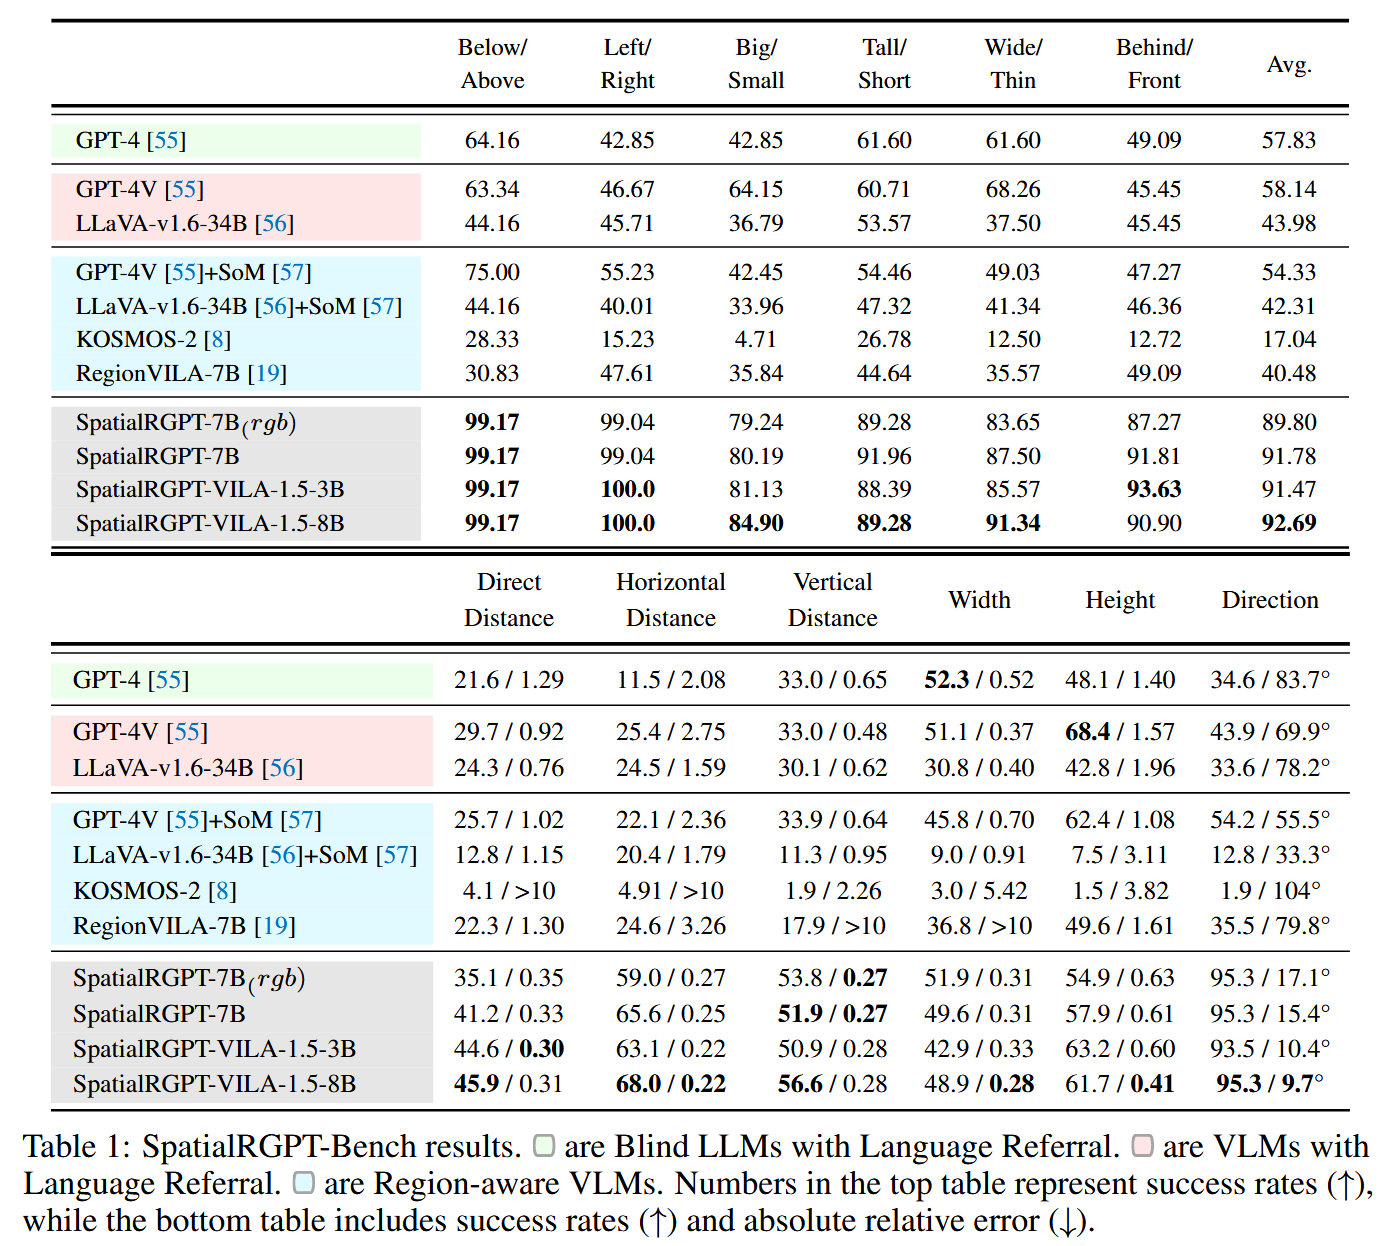 Below/ Left/ Big/ Tall/ Wide/ Behind/ Avg.
Above Right Small Short Thin Front
GPT-4 [55] 64.16 42.85 42.85 61.60 61.60 49.09 57.83
GPT-4V [55] 63.34 46.67 64.15 60.71 68.26 45.45 58.14
LLaVA-v1.6-34B [56] 44.16 45.71 36.79 53.57 37.50 45.45 43.98
GPT-4V [55]+SoM [57] 75.00 55.23 42.45 54.46 49.03 47.27 54.33
LLaVA-v1.6-34B [56]+SoM [57] 44.16 40.01 33.96 47.32 41.34 46.36 42.31
KOSMOS-2 [8] 28.33 15.23 4.71 26.78 12.50 12.72 17.04
RegionVILA-7B [19] 30.83 47.61 35.84 44.64 35.57 49.09 40.48
SpatialRGPT-7B(rgb) 99.17 99.04 79.24 89.28 83.65 87.27 89.80
SpatialRGPT-7B 99.17 99.04 80.19 91.96 87.50 91.81 91.78
SpatialRGPT-VILA-1.5-3B 99.17 100.0 81.13 88.39 85.57 93.63 91.47
SpatialRGPT-VILA-1.5-8B 99.17 100.0 84.90 89.28 91.34 90.90 92.69
Direct Horizontal Vertical Width Height Direction
Distance Distance Distance
GPT-4 [55] 21.6 / 1.29 11.5 / 2.08 33.0 / 0.65 52.3 / 0.52 48.1 / 1.40 34.6 / 83.7°
GPT-4V [55] 29.7 / 0.92 25.4 / 2.75 33.0 / 0.48 51.1 / 0.37 68.4 / 1.57 43.9 / 69.9°
LLaVA-v1.6-34B [56] 24.3 / 0.76 24.5 / 1.59 30.1 / 0.62 30.8 / 0.40 42.8 / 1.96 33.6 / 78.2°
GPT-4V [55]+SoM [57] 25.7 / 1.02 22.1 / 2.36 33.9 / 0.64 45.8 / 0.70 62.4 / 1.08 54.2 / 55.5°
LLaVA-v1.6-34B [56]+SoM [57] 12.8 / 1.15 20.4 / 1.79 11.3 / 0.95 9.0 / 0.91 7.5 / 3.11 12.8 / 33.3°
KOSMOS-2 [8] 4.1 / >10 4.91 / >10 1.9 / 2.26 3.0 / 5.42 1.5 / 3.82 1.9 / 104°
RegionVILA-7B [19] 22.3 / 1.30 24.6 / 3.26 17.9 / >10 36.8 / >10 49.6 / 1.61 35.5 / 79.8°
SpatialRGPT-7B(rgb) 35.1 / 0.35 59.0 / 0.27 53.8 / 0.27 51.9 / 0.31 54.9 / 0.63 95.3 / 17.1°
SpatialRGPT-7B 41.2 / 0.33 65.6 / 0.25 51.9 / 0.27 49.6 / 0.31 57.9 / 0.61 95.3 / 15.4°
SpatialRGPT-VILA-1.5-3B 44.6 / 0.30 63.1 / 0.22 50.9 / 0.28 42.9 / 0.33 63.2 / 0.60 93.5 / 10.4°
SpatialRGPT-VILA-1.5-8B 45.9 / 0.31 68.0 / 0.22 56.6 / 0.28 48.9 / 0.28 61.7 / 0.41 95.3 / 9.7°
Table 1: SpatialRGPT-Bench results. ▢ are Blind LLMs with Language Referral. ▢ are VLMs with
Language Referral. ▢ are Region-aware VLMs. Numbers in the top table represent success rates (↑),
while the bottom table includes success rates (↑) and absolute relative error (↓).